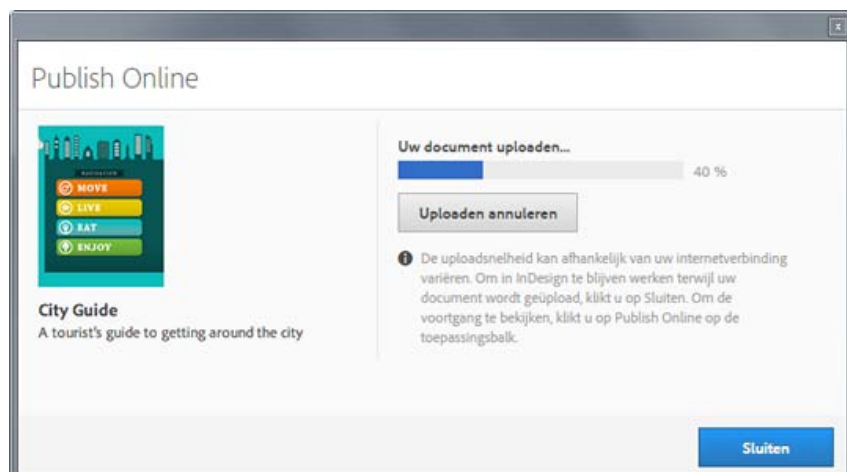 Publish Online
NAVIGATION
MOVE
LIVE
EAT
ENJOY
City Guide
A tourist's guide to getting around the city
Uw document uploaden...
40 %
Uploaden annuleren
De uploadsnelheid kan afhankelijk van uw internetverbinding
variëren. Om in InDesign te blijven werken terwijl uw
document wordt geüpload, klikt u op Sluiten. Om de
voortgang te bekijken, klikt u op Publish Online op de
toepassingsbalk.
Sluiten